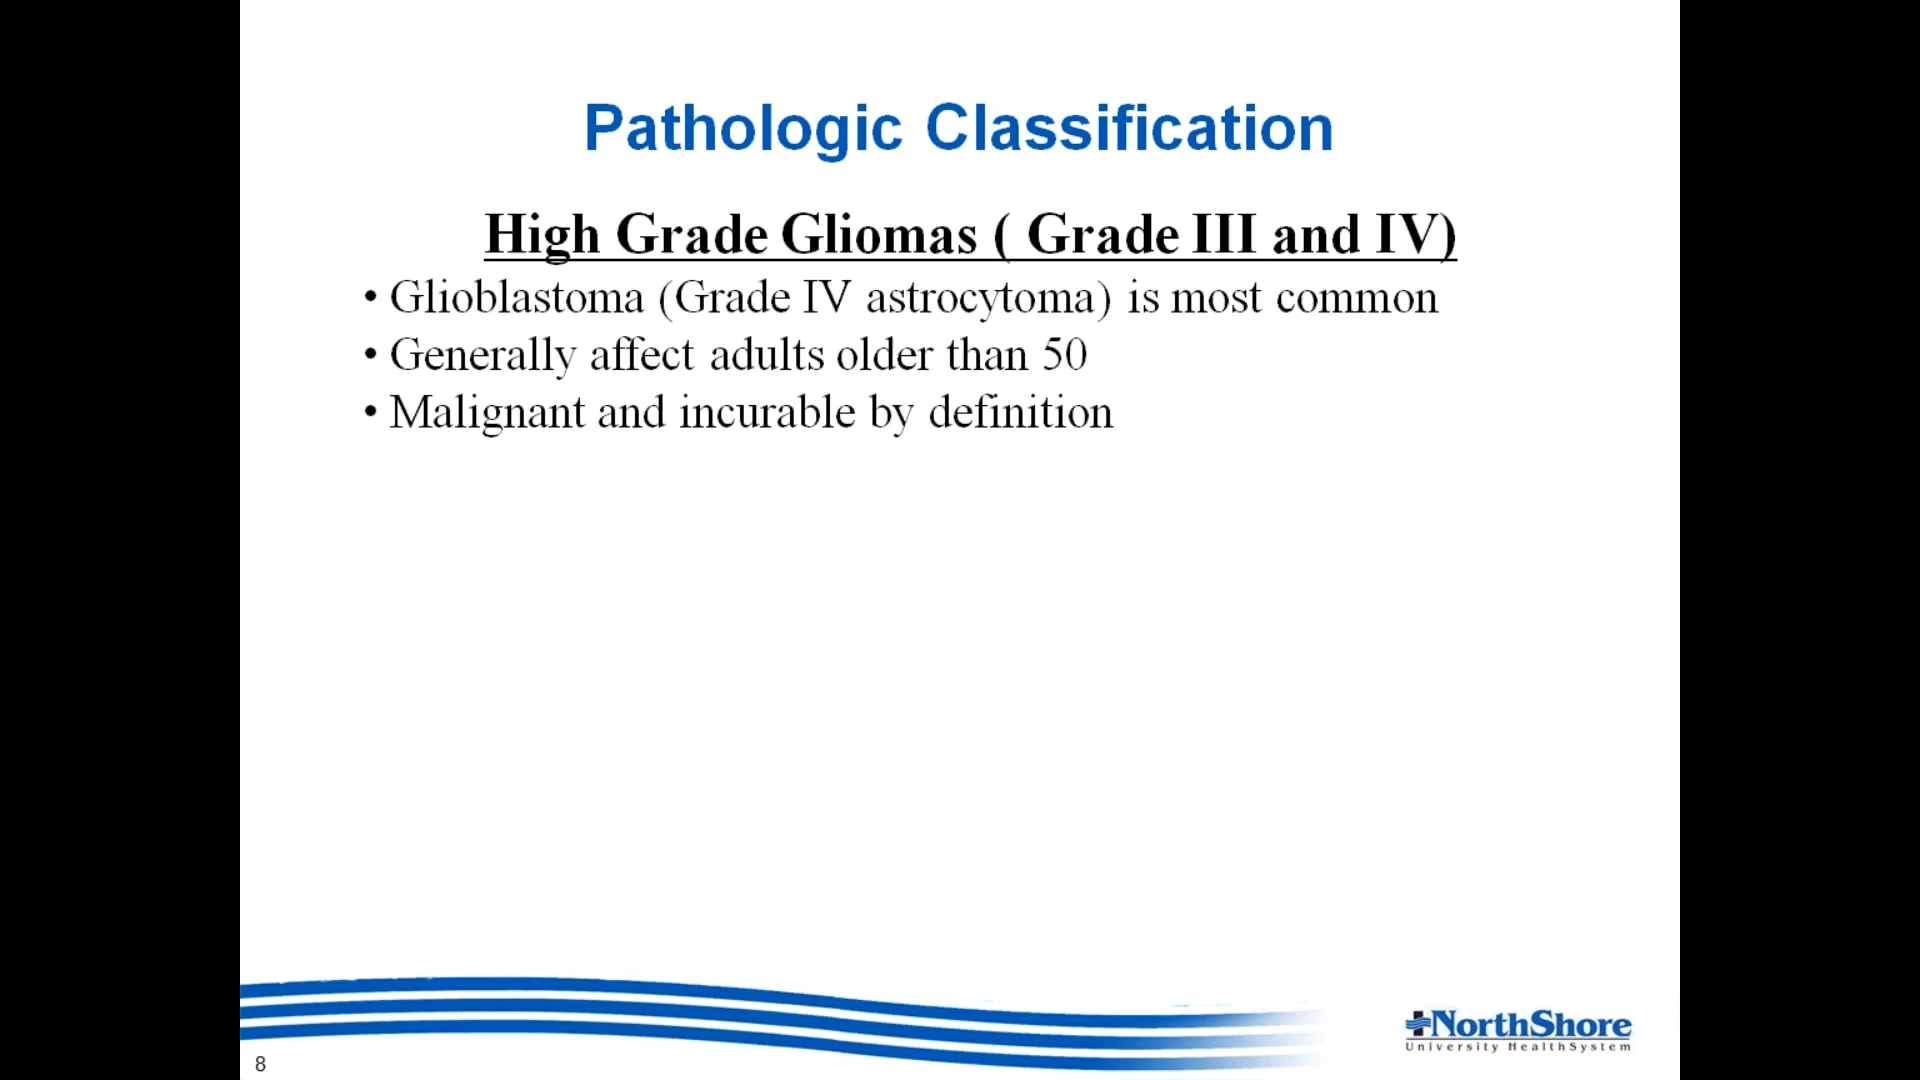 Pathologic Classification
High Grade Gliomas ( Grade III and IV)
• Glioblastoma (Grade IV astrocytoma) is most common
• Generally affect adults older than 50
• Malignant and incurable by definition
NorthShore
University HealthSystem
8